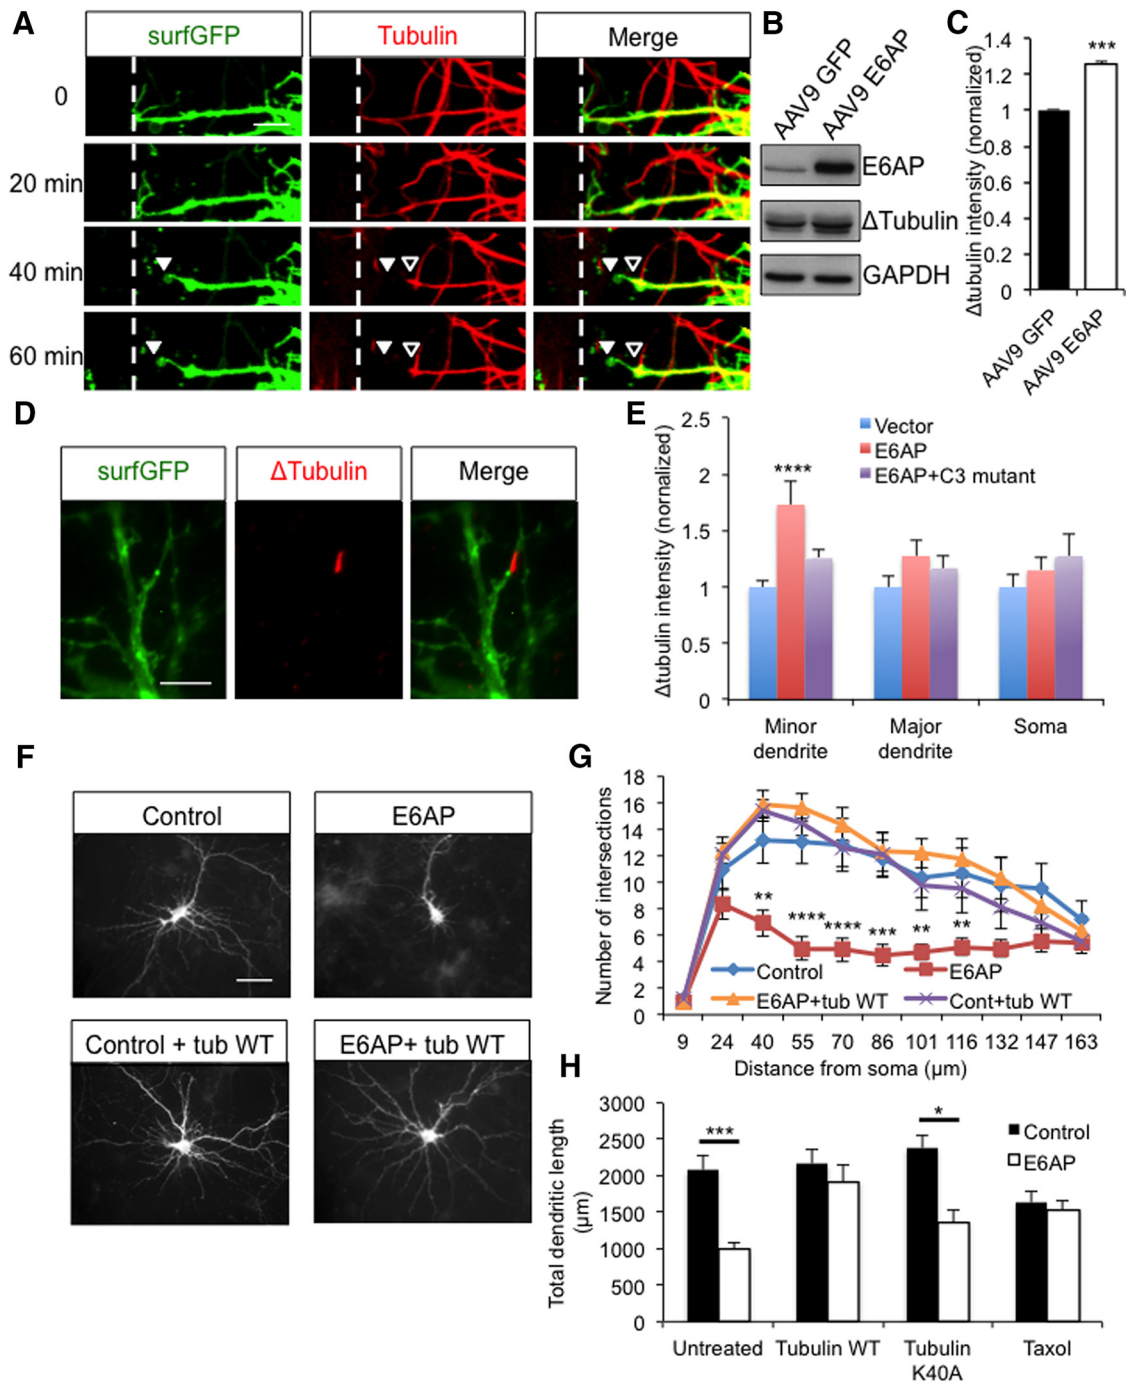 A
surfGFP
Tubulin
Merge
0
20 min
40 min
60 min
B
AAV9 GFP
AAV9 E6AP
E6AP
ΔTubulin
GAPDH
C
Δtubulin intensity (normalized)
1.4
1.2
1
0.8
0.6
0.4
0.2
0
***
AAV9 GFP
AAV9 E6AP
D
surfGFP
ΔTubulin
Merge
E
Δtubulin intensity (normalized)
2.5
2
1.5
1
0.5
0
Vector
E6AP
E6AP+C3 mutant
****
Minor dendrite
Major dendrite
Soma
F
Control
E6AP
Control + tub WT
E6AP+ tub WT
G
Number of intersections
18
16
14
12
10
8
6
4
2
0
**
****
****
***
**
**
Control
E6AP
E6AP+tub WT
Cont+tub WT
9 24 40 55 70 86 101 116 132 147 163
Distance from soma (μm)
H
Total dendritic length
(μm)
3000
2500
2000
1500
1000
500
0
***
*
Control
E6AP
Untreated
Tubulin WT
Tubulin K40A
Taxol